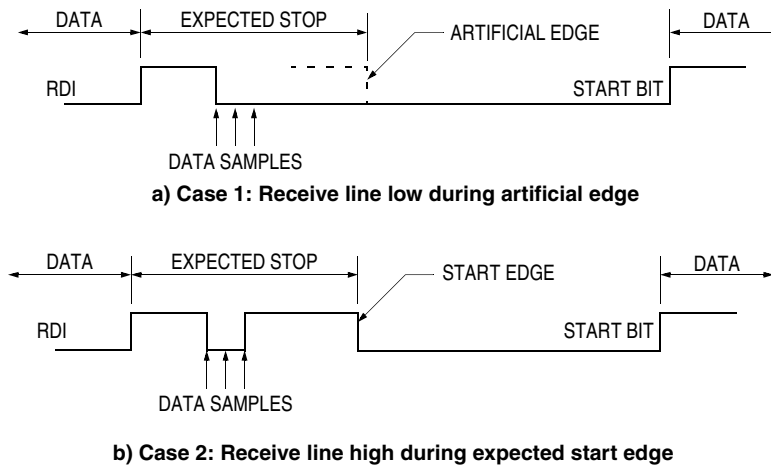 DATA EXPECTED STOP DATA
ARTIFICIAL EDGE
RDI START BIT
DATA SAMPLES
a) Case 1: Receive line low during artificial edge
DATA EXPECTED STOP DATA
START EDGE
RDI START BIT
DATA SAMPLES
b) Case 2: Receive line high during expected start edge